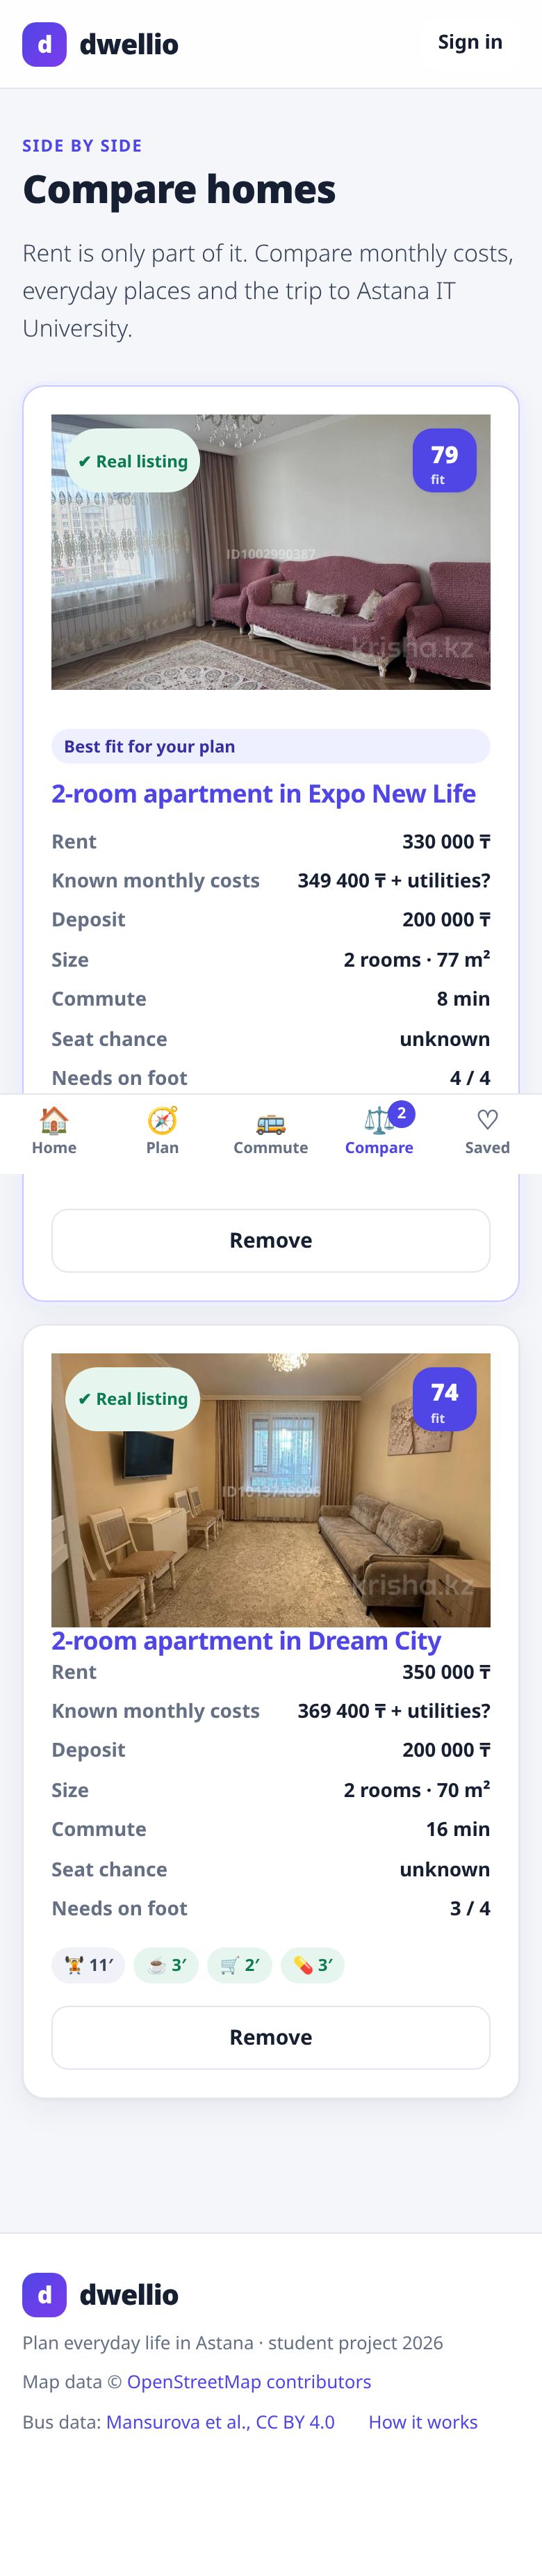 d dwellio
Sign in
SIDE BY SIDE
Compare homes
Rent is only part of it. Compare monthly costs,
everyday places and the trip to Astana IT
University.
✔ Real listing
79
fit
ID1002990387
krisha.kz
Best fit for your plan
2-room apartment in Expo New Life
Rent 330 000 ₸
Known monthly costs 349 400 ₸ + utilities?
Deposit 200 000 ₸
Size 2 rooms · 77 m²
Commute 8 min
Seat chance unknown
Needs on foot 4 / 4
2
Home Plan Commute Compare Saved
Remove
✔ Real listing
74
fit
krisha.kz
2-room apartment in Dream City
Rent 350 000 ₸
Known monthly costs 369 400 ₸ + utilities?
Deposit 200 000 ₸
Size 2 rooms · 70 m²
Commute 16 min
Seat chance unknown
Needs on foot 3 / 4
🏋 11′ ☕ 3′ 🛒 2′ 💊 3′
Remove
d dwellio
Plan everyday life in Astana · student project 2026
Map data © OpenStreetMap contributors
Bus data: Mansurova et al., CC BY 4.0 How it works